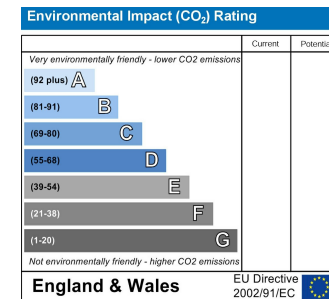 Environmental Impact (CO₂) Rating
Current
Very environmentally friendly - lower CO2 emissions
(92 plus) A
(81-91) B
(69-80) C
(55-68) D
(39-54) E
(21-38) F
(1-20) G
Not environmentally friendly - higher CO2 emissions
England & Wales
EU Directive
2002/91/EC